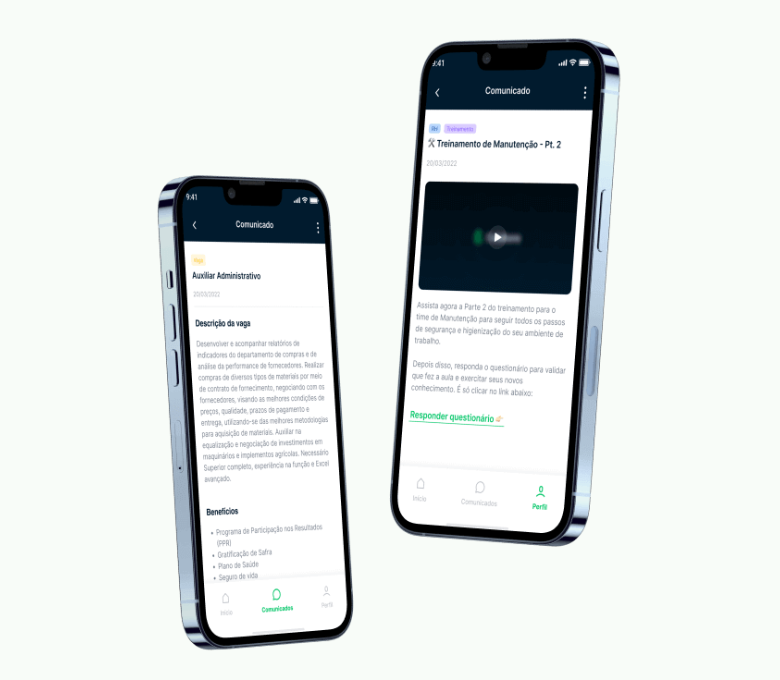 9:41
Comunicado
Vaga
Auxiliar Administrativo
20/03/2022
Descrição da vaga
Desenvolver e acompanhar relatórios de
indicadores do departamento de compras e de
análise da performance de fornecedores. Realizar
compras de diversos tipos de materiais por meio
de contrato de fornecimento, negociando com os
fornecedores, visando as melhores condições de
preços, qualidade, prazos de pagamento e
entrega, utilizando-se das melhores metodologias
para aquisição de materiais. Auxiliar na
equalização e negociação de investimentos em
maquinários e implementos agrícolas. Necessário
Superior completo, experiência na função e Excel
avançado.
Benefícios
• Programa de Participação nos Resultados
(PPR)
• Gratificação de Safra
• Plano de Saúde
• Seguro de vida
Início
Comunicados
Perfil
9:41
Comunicado
Treinamento
🛠 Treinamento de Manutenção - Pt. 2
20/03/2022
Assista agora a Parte 2 do treinamento para o
time de Manutenção para seguir todos os passos
de segurança e higienização do seu ambiente de
trabalho.
Depois disso, responda o questionário para validar
que fez a aula e exercitar seus novos
conhecimento. É só clicar no link abaixo:
Responder questionário 👉
Início
Comunicados
Perfil